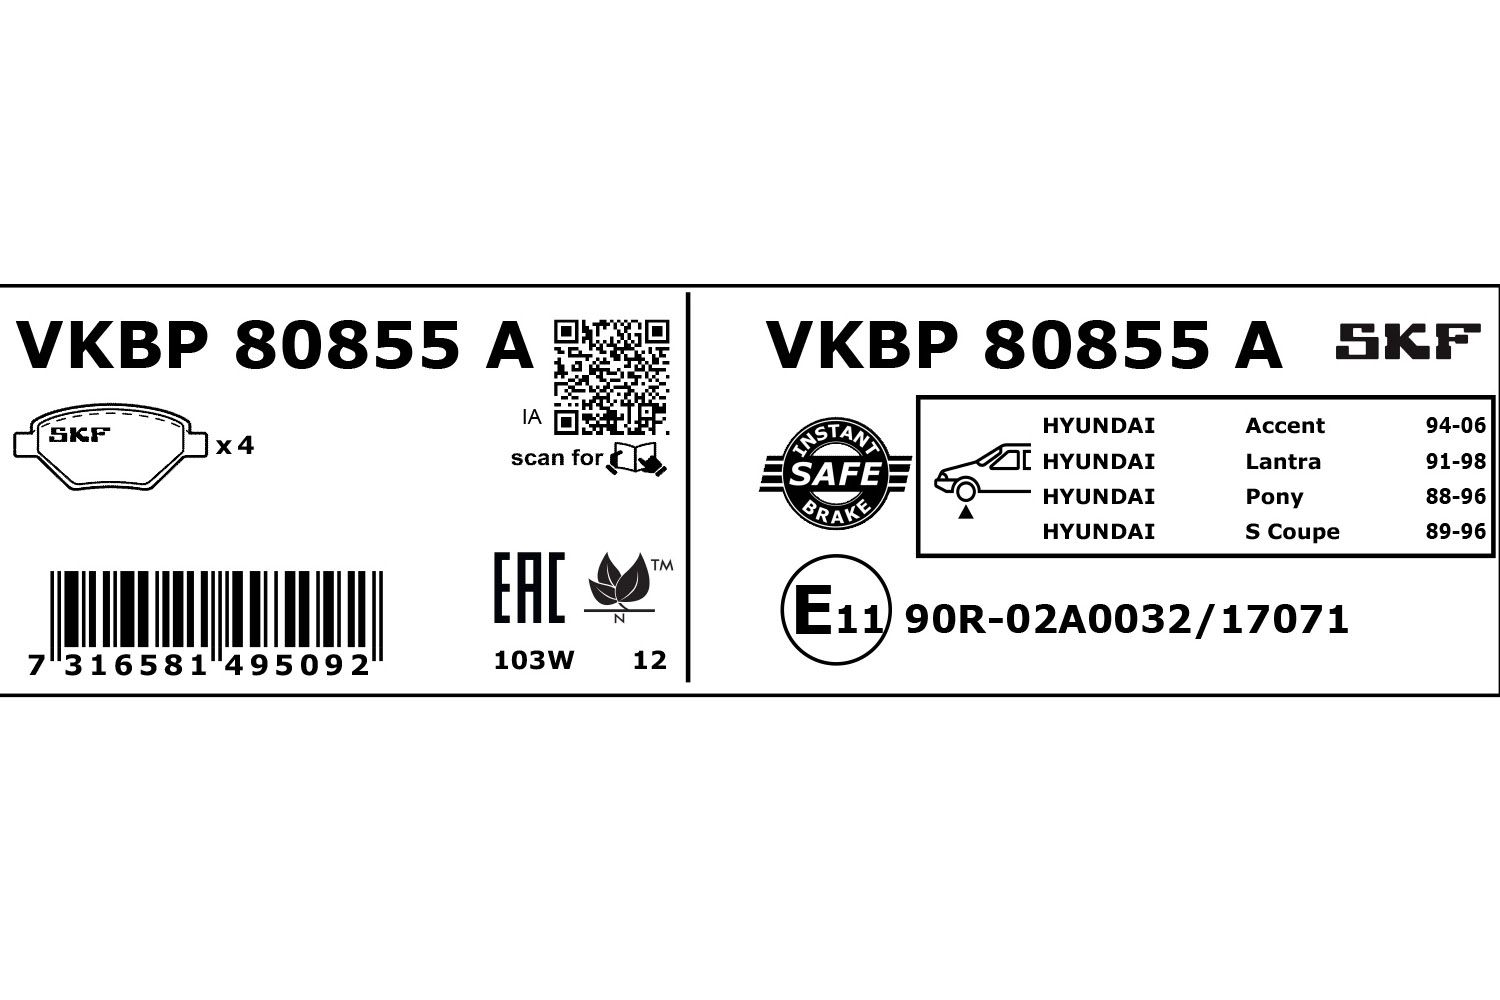 VKBP 80855 A
IA
scan for
SKF
x 4
EAC
TM
N
7 316581 495092
103W 12
VKBP 80855 A
SKF
INSTANT
SAFE
BRAKE
HYUNDAI Accent 94-06
HYUNDAI Lantra 91-98
HYUNDAI Pony 88-96
HYUNDAI S Coupe 89-96
E11 90R-02A0032/17071